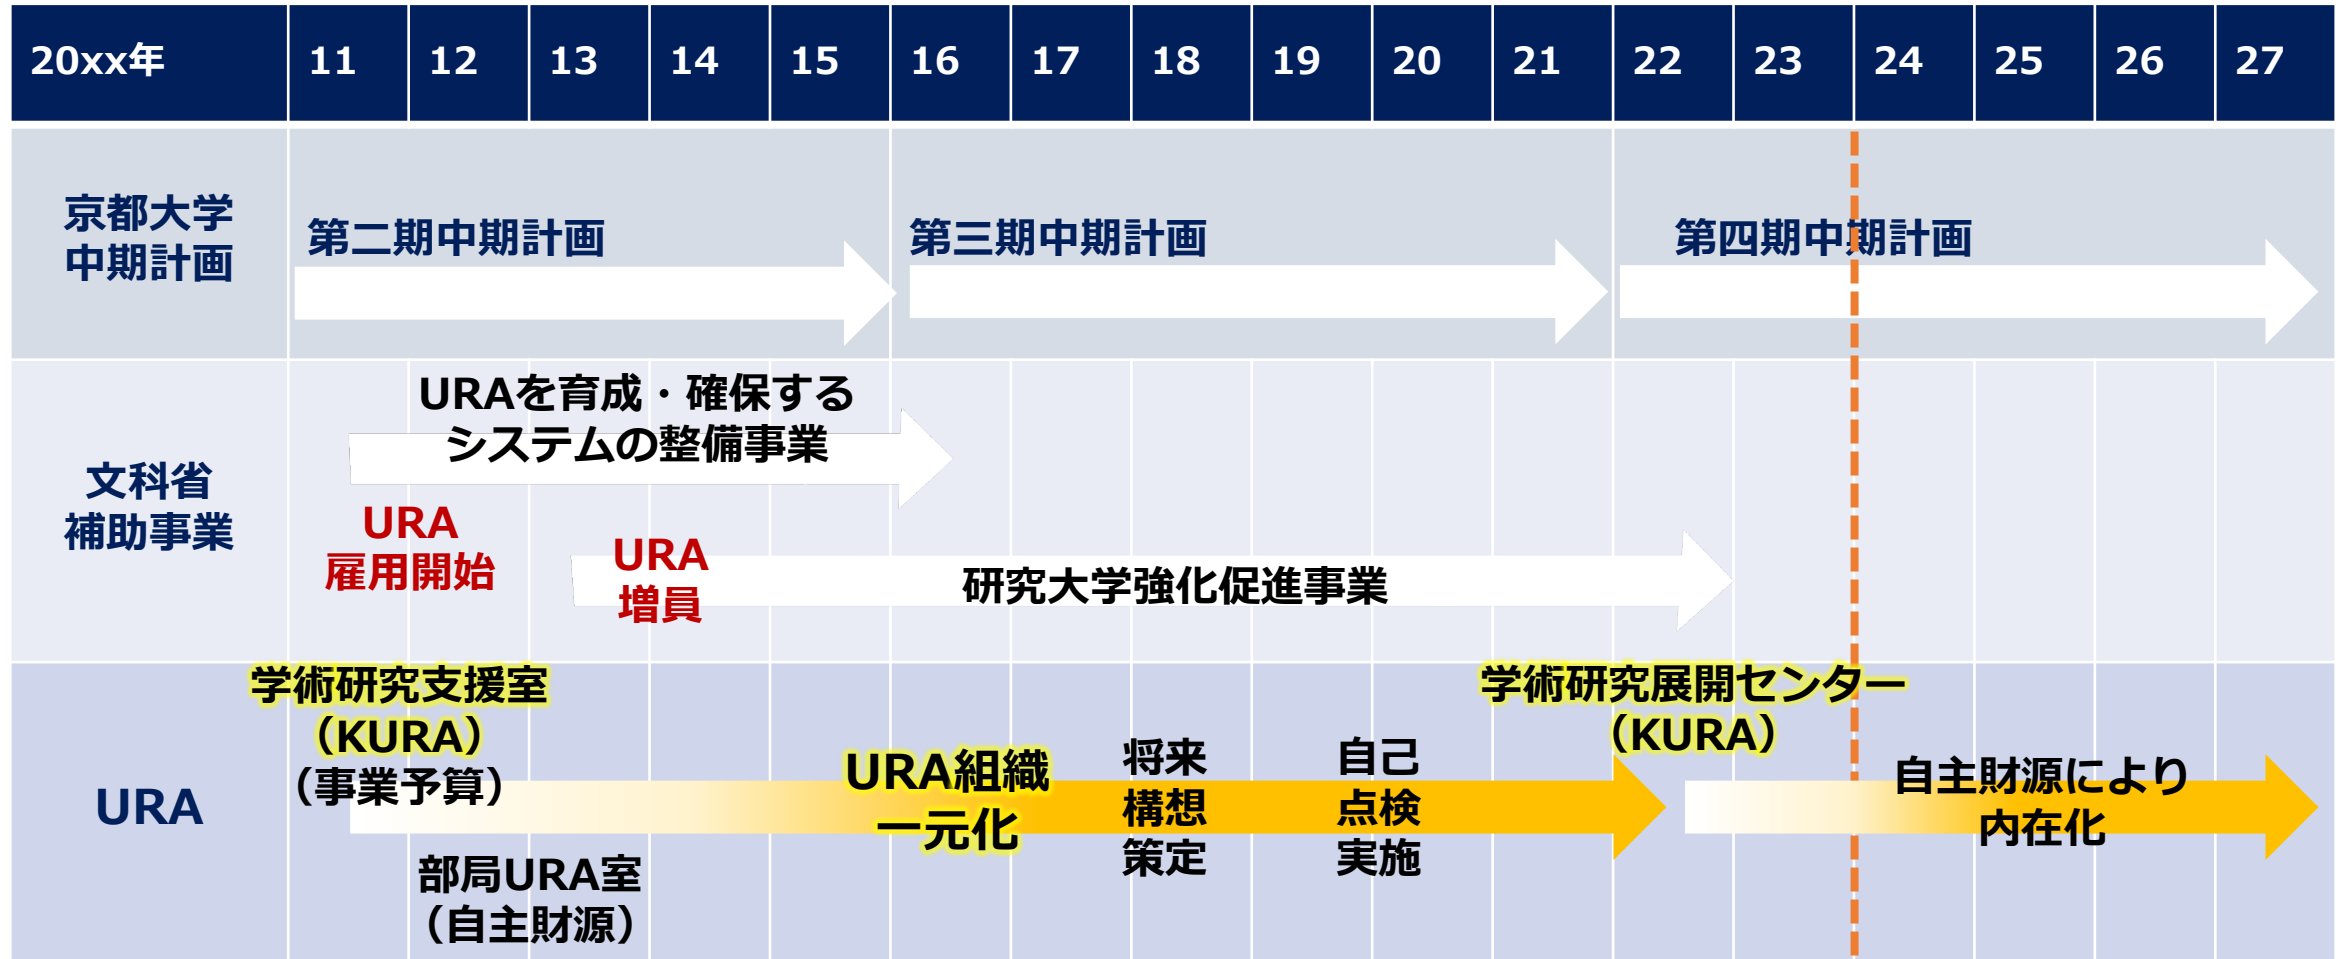 20xx年 11 12 13 14 15 16 17 18 19 20 21 22 23 24 25 26 27
京都大学
中期計画
第二期中期計画
第三期中期計画
第四期中期計画
文科省
補助事業
URAを育成・確保する
システムの整備事業
URA
雇用開始
URA
増員
研究大学強化促進事業
URA
学術研究支援室
（KURA）
（事業予算）
部局URA室
（自主財源）
URA組織
一元化
将来
構想
策定
自己
点検
実施
学術研究展開センター
（KURA）
自主財源により
内在化